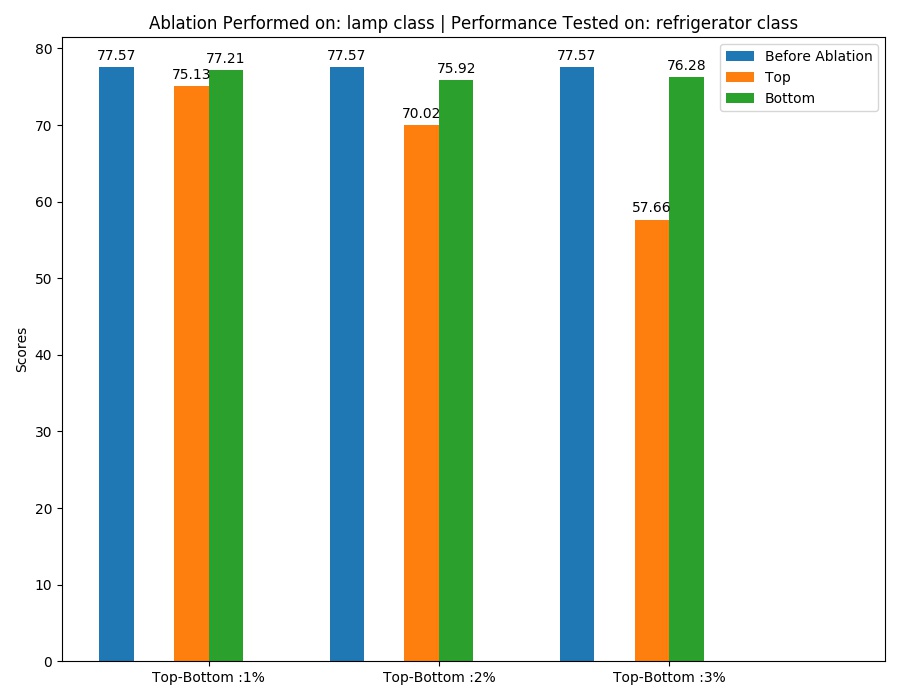 Ablation Performed on: lamp class | Performance Tested on: refrigerator class
Before Ablation
Top
Bottom
77.57
75.13
77.21
77.57
70.02
75.92
77.57
57.66
76.28
Scores
80
70
60
50
40
30
20
10
0
Top-Bottom :1%
Top-Bottom :2%
Top-Bottom :3%